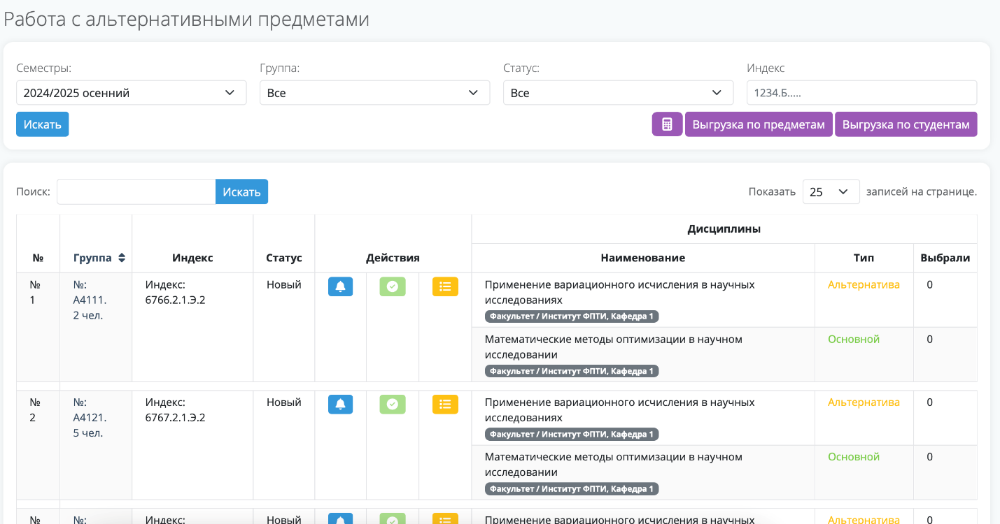 Работа с альтернативными предметами
Семестры: Группа: Статус: Индекс
2024/2025 осенний Все Все 1234.Б.....
Искать Выгрузка по предметам Выгрузка по студентам
Поиск: Искать Показать 25 записей на странице.
Дисциплины
№ Группа Индекс Статус Действия Наименование Тип Выбрали
№ №: Индекс: Новый Применение вариационного исчисления в научных Альтернатива 0
1 А4111. 6766.2.1.Э.2 исследованиях
2 чел. Факультет / Институт ФПТИ, Кафедра 1
Математические методы оптимизации в научном Основной 0
исследовании
Факультет / Институт ФПТИ, Кафедра 1
№ №: Индекс: Новый Применение вариационного исчисления в научных Альтернатива 0
2 А4121. 6767.2.1.Э.2 исследованиях
5 чел. Факультет / Институт ФПТИ, Кафедра 1
Математические методы оптимизации в научном Основной 0
исследовании
Факультет / Институт ФПТИ, Кафедра 1
№ №: Индекс: Новый Применение вариационного исчисления в научных Альтернатива 0